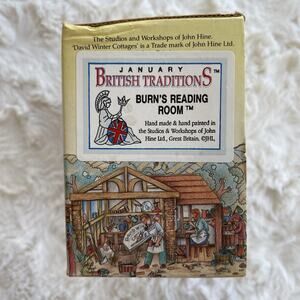 The Studios and Workshops of John Hine.
'David Winter Cottages' is a Trade mark of John Hine Ltd.
JANUARY
BRITISH TRADITIONS™
BURN'S READING
ROOM™
Hand made & hand painted in
the Studios & Workshops of John
Hine Ltd., Great Britain, ©JHL,